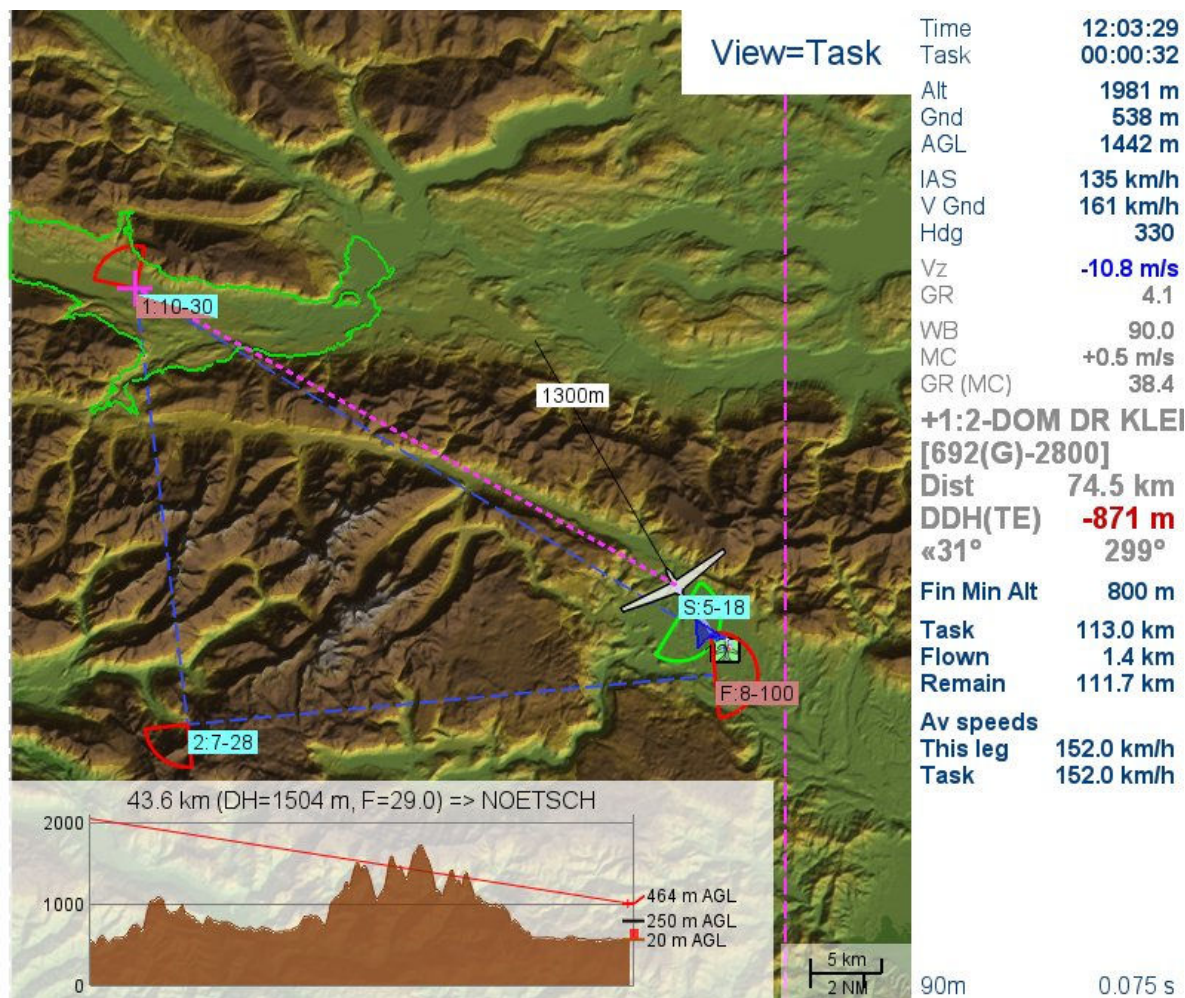 View=Task
1:10-30
1300m
S:5-18
F:8-100
2:7-28
43.6 km (DH=1504 m, F=29.0) => NOETSCH
2000
1000
0
464 m AGL
250 m AGL
20 m AGL
5 km
2 NM
Time 12:03:29
Task 00:00:32
Alt 1981 m
Gnd 538 m
AGL 1442 m
IAS 135 km/h
V Gnd 161 km/h
Hdg 330
Vz -10.8 m/s
GR 4.1
WB 90.0
MC +0.5 m/s
GR (MC) 38.4
+1:2-DOM DR KLEI
[692(G)-2800]
Dist 74.5 km
DDH(TE) -871 m
«31° 299°
Fin Min Alt 800 m
Task 113.0 km
Flown 1.4 km
Remain 111.7 km
Av speeds
This leg 152.0 km/h
Task 152.0 km/h
90m 0.075 s